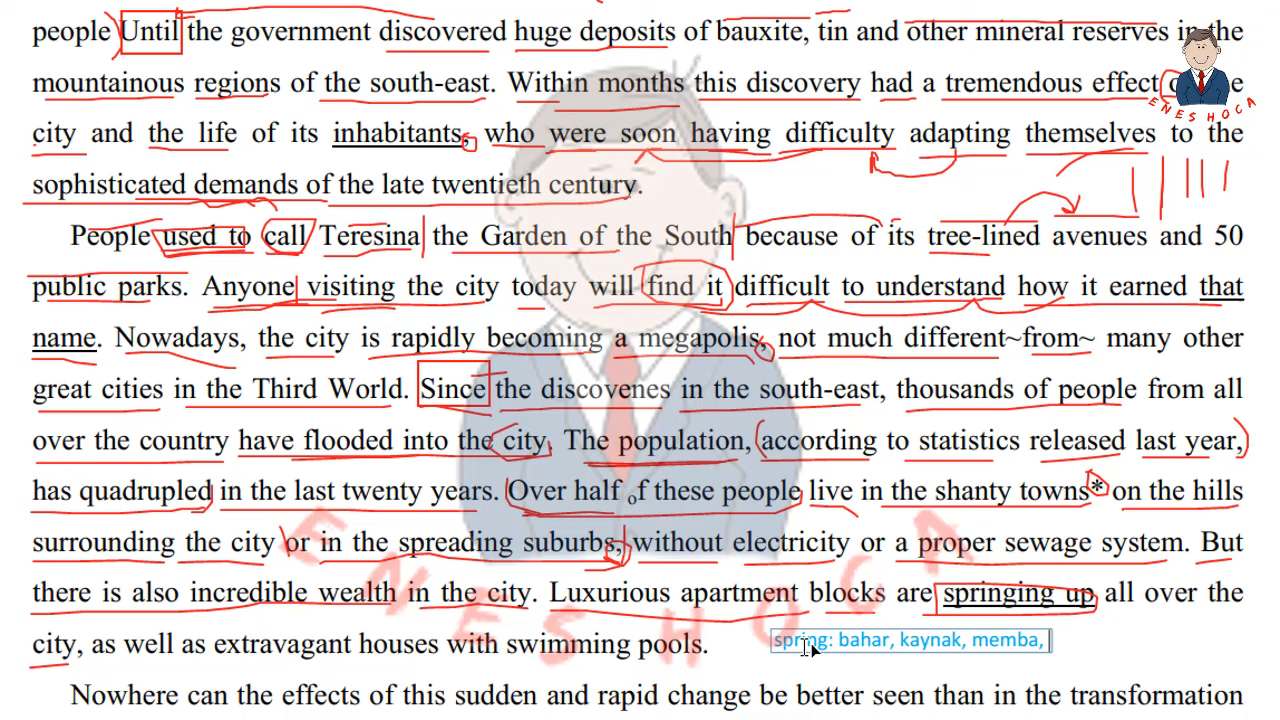 people Until the government discovered huge deposits of bauxite, tin and other mineral reserves in the
mountainous regions of the south-east. Within months this discovery had a tremendous effect
city and the life of its inhabitants, who were soon having difficulty adapting themselves to the
sophisticated demands of the late twentieth century.
People used to call Teresina the Garden of the South because of its tree-lined avenues and 50
public parks. Anyone visiting the city today will find it difficult to understand how it earned that
name. Nowadays, the city is rapidly becoming a megapolis, not much different~from~ many other
great cities in the Third World. Since the discovenes in the south-east, thousands of people from all
over the country have flooded into the city. The population, according to statistics released last year,
has quadrupled in the last twenty years. Over half of these people live in the shanty towns* on the hills
surrounding the city or in the spreading suburbs, without electricity or a proper sewage system. But
there is also incredible wealth in the city. Luxurious apartment blocks are springing up all over the
city, as well as extravagant houses with swimming pools.
spring: bahar, kaynak, memba,
Nowhere can the effects of this sudden and rapid change be better seen than in the transformation
ENES HOCA
ENES HOCA